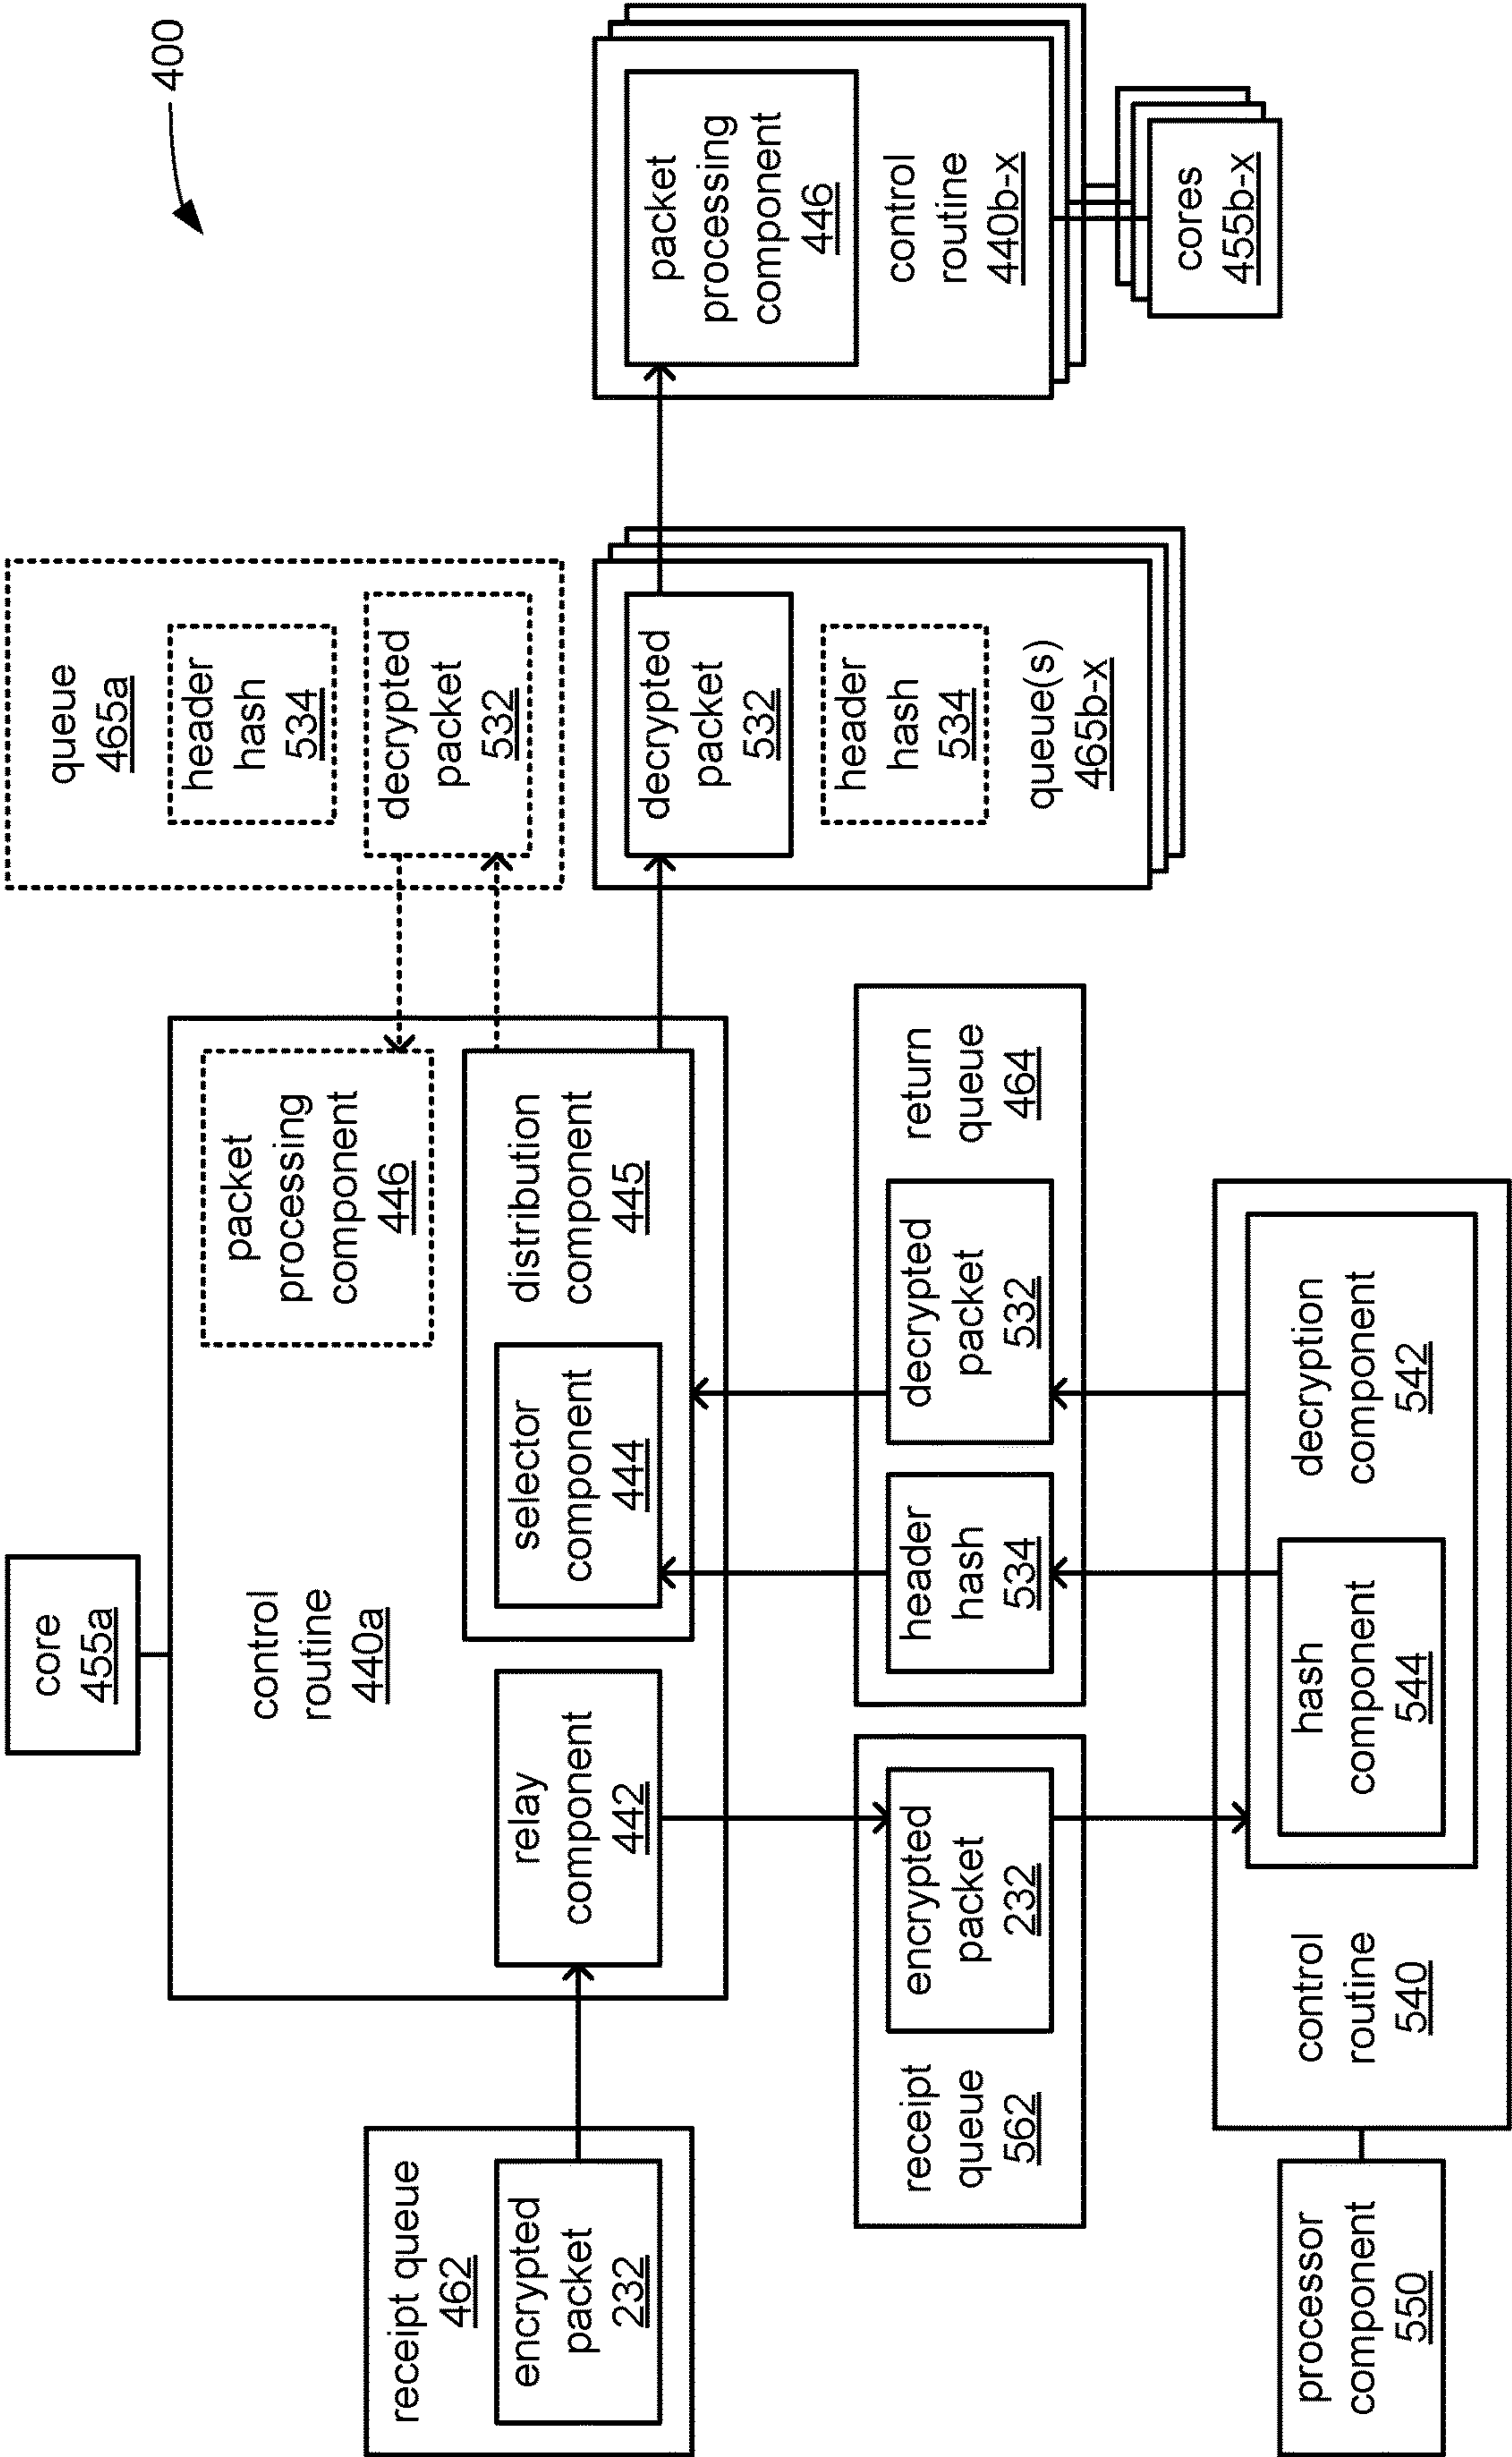 400
core
455a
control
routine
440a
receipt queue
462
encrypted
packet
232
relay
component
442
selector
component
444
distribution
component
445
packet
processing
component
446
queue
465a
header
hash
534
decrypted
packet
532
decrypted
packet
532
header
hash
534
queue(s)
465b-x
packet
processing
component
446
control
routine
440b-x
cores
455b-x
receipt
queue
562
encrypted
packet
232
header
hash
534
decrypted
packet
532
return
queue
464
processor
component
550
control
routine
540
hash
component
544
decryption
component
542